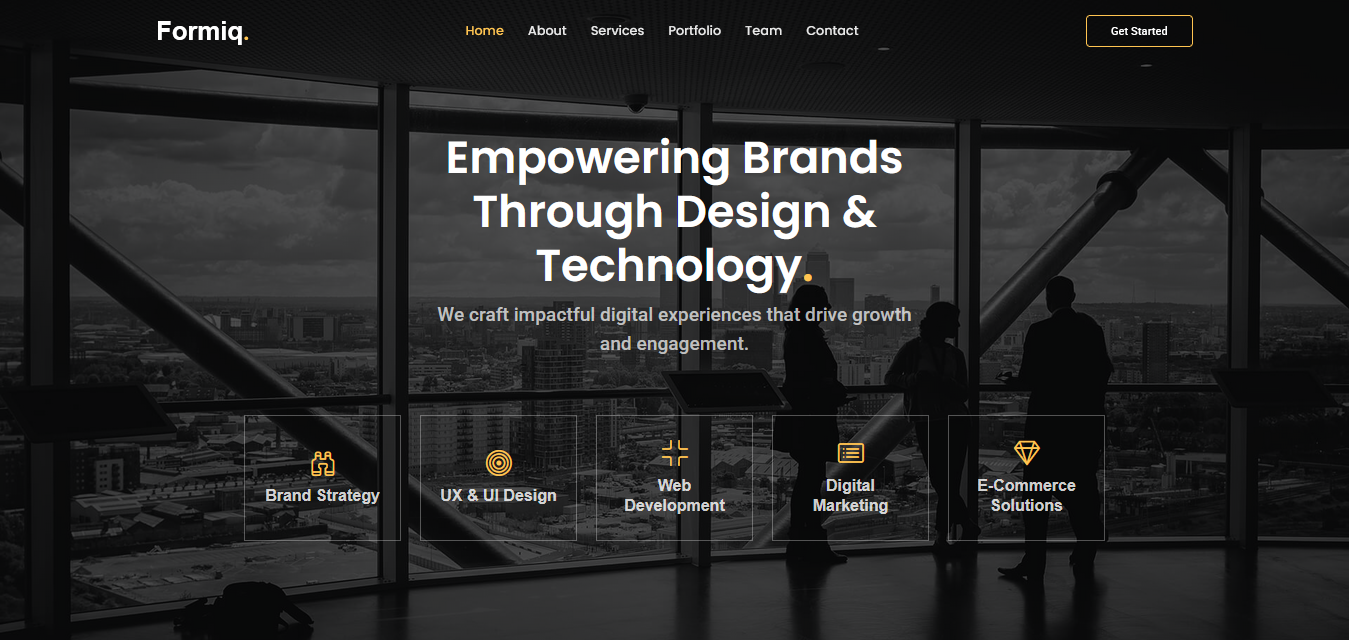 Formiq.
Home About Services Portfolio Team Contact
Get Started
Empowering Brands
Through Design &
Technology.
We craft impactful digital experiences that drive growth
and engagement.
Brand Strategy
UX & UI Design
Web
Development
Digital
Marketing
E-Commerce
Solutions